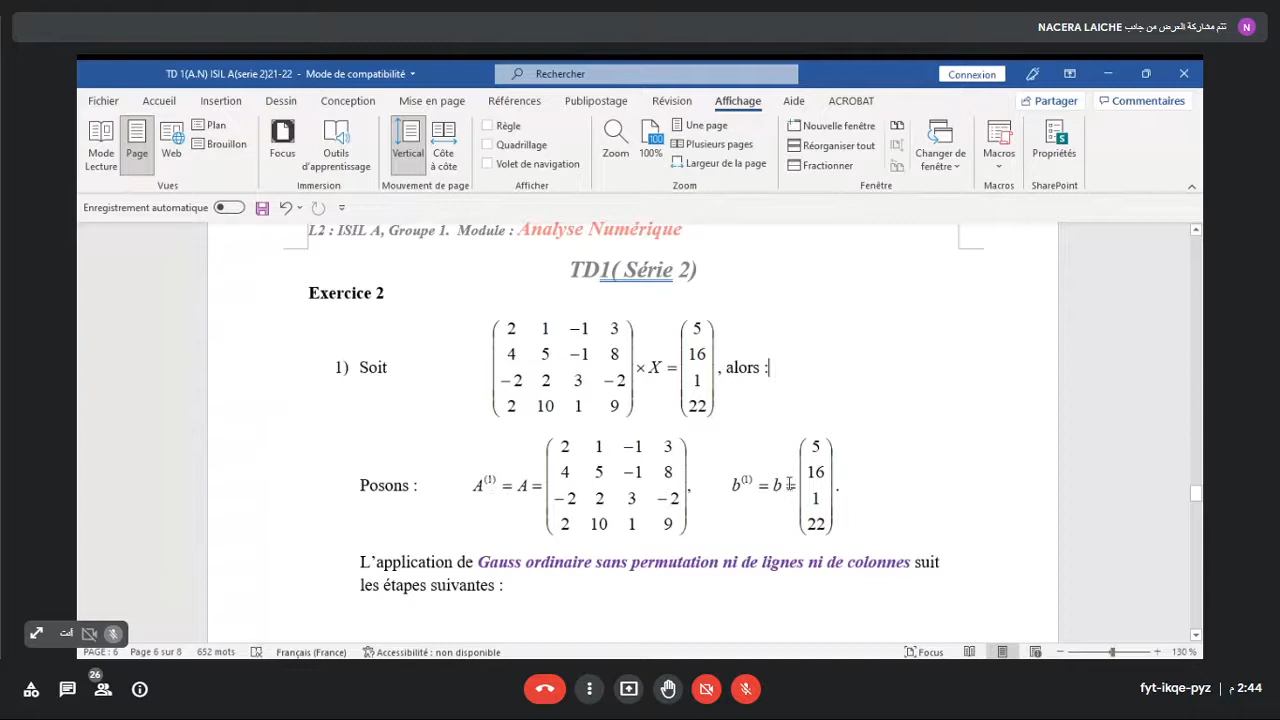 تتم مشاركة العرض من جانب NACERA LAICHE N
TD 1(A.N) ISIL A(serie 2)21-22 - Mode de compatibilité
Rechercher
Connexion
Fichier Accueil Insertion Dessin Conception Mise en page Références Publipostage Révision Affichage Aide ACROBAT Partager Commentaires
Mode Lecture
Page
Web
Plan
Brouillon
Vues
Focus
Outils d'apprentissage
Immersion
Vertical
Côte à côte
Mouvement de page
Règle
Quadrillage
Volet de navigation
Afficher
Zoom
100
100%
Une page
Plusieurs pages
Largeur de la page
Zoom
Nouvelle fenêtre
Réorganiser tout
Fractionner
Changer de fenêtre
Fenêtre
Macros
Macros
S
Propriétés
SharePoint
Enregistrement automatique
L2 : ISIL A, Groupe 1. Module : Analyse Numérique
TD1( Série 2)
Exercice 2
1) Soit
2 1 −1 3
4 5 −1 8
−2 2 3 −2
2 10 1 9
× X =
5
16
1
22
, alors :
Posons : A(1) = A =
2 1 −1 3
4 5 −1 8
−2 2 3 −2
2 10 1 9
, b(1) = b =
5
16
1
22
.
L'application de Gauss ordinaire sans permutation ni de lignes ni de colonnes suit
les étapes suivantes :
أنت
PAGE : 6 Page 6 sur 8 652 mots Français (France) Accessibilité : non disponible Focus 130 %
26
fyt-ikqe-pyz | 2:44 م